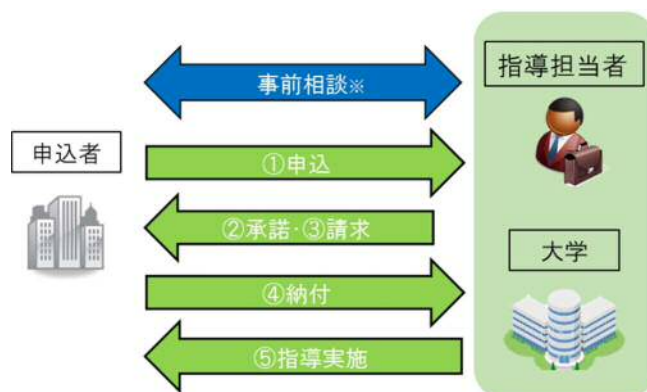 事前相談※
指導担当者
申込者
①申込
②承諾・③請求
大学
④納付
⑤指導実施